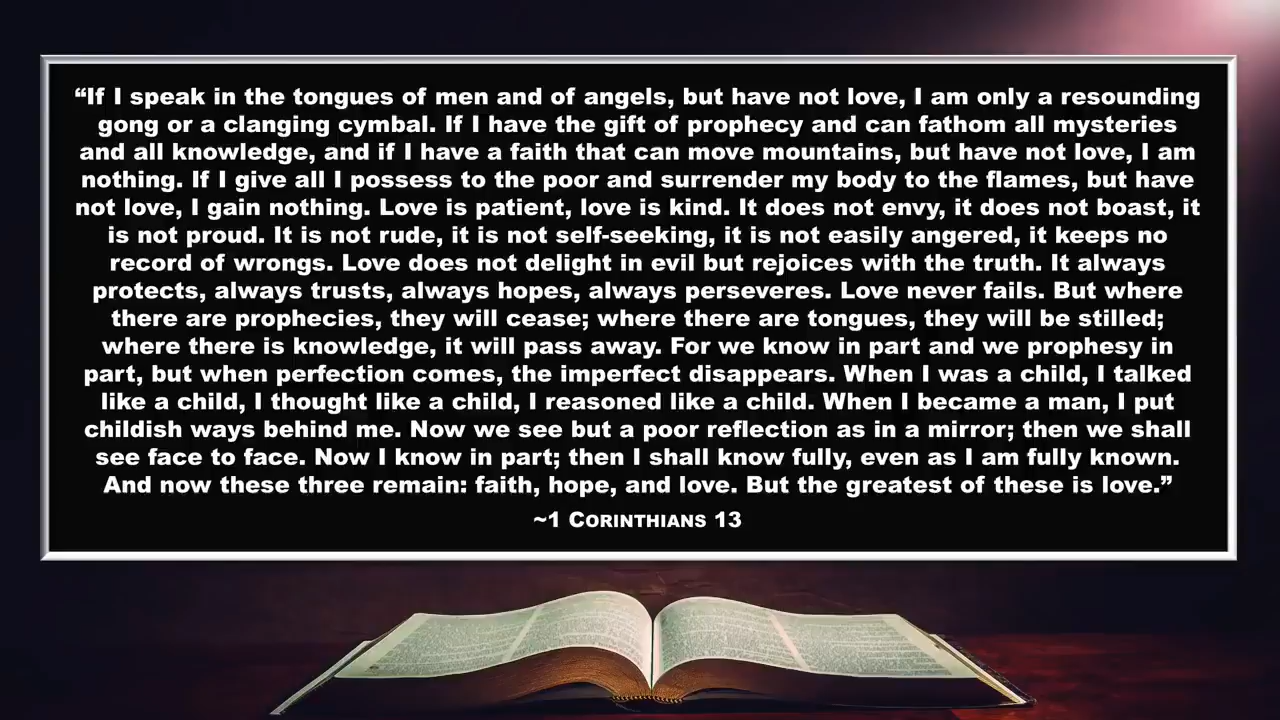 “If I speak in the tongues of men and of angels, but have not love, I am only a resounding
gong or a clanging cymbal. If I have the gift of prophecy and can fathom all mysteries
and all knowledge, and if I have a faith that can move mountains, but have not love, I am
nothing. If I give all I possess to the poor and surrender my body to the flames, but have
not love, I gain nothing. Love is patient, love is kind. It does not envy, it does not boast, it
is not proud. It is not rude, it is not self-seeking, it is not easily angered, it keeps no
record of wrongs. Love does not delight in evil but rejoices with the truth. It always
protects, always trusts, always hopes, always perseveres. Love never fails. But where
there are prophecies, they will cease; where there are tongues, they will be stilled;
where there is knowledge, it will pass away. For we know in part and we prophesy in
part, but when perfection comes, the imperfect disappears. When I was a child, I talked
like a child, I thought like a child, I reasoned like a child. When I became a man, I put
childish ways behind me. Now we see but a poor reflection as in a mirror; then we shall
see face to face. Now I know in part; then I shall know fully, even as I am fully known.
And now these three remain: faith, hope, and love. But the greatest of these is love.”
~1 CORINTHIANS 13